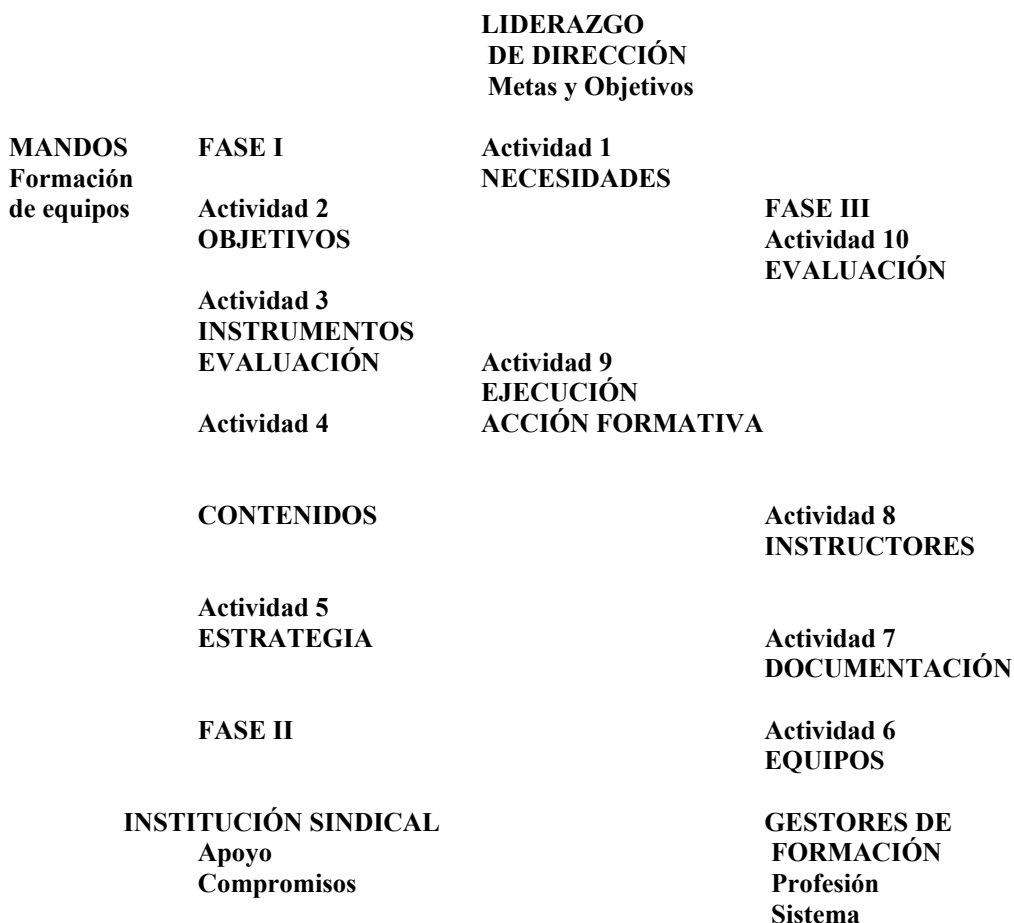 LIDERAZGO
DE DIRECCIÓN
Metas y Objetivos
MANDOS FASE I Actividad 1
Formación NECESIDADES
de equipos Actividad 2 FASE III
OBJETIVOS Actividad 10
EVALUACIÓN
Actividad 3
INSTRUMENTOS
EVALUACIÓN Actividad 9
EJECUCIÓN
Actividad 4 ACCIÓN FORMATIVA
CONTENIDOS Actividad 8
INSTRUCTORES
Actividad 5
ESTRATEGIA Actividad 7
DOCUMENTACIÓN
FASE II Actividad 6
EQUIPOS
INSTITUCIÓN SINDICAL GESTORES DE
Apoyo FORMACIÓN
Compromisos Profesión
Sistema